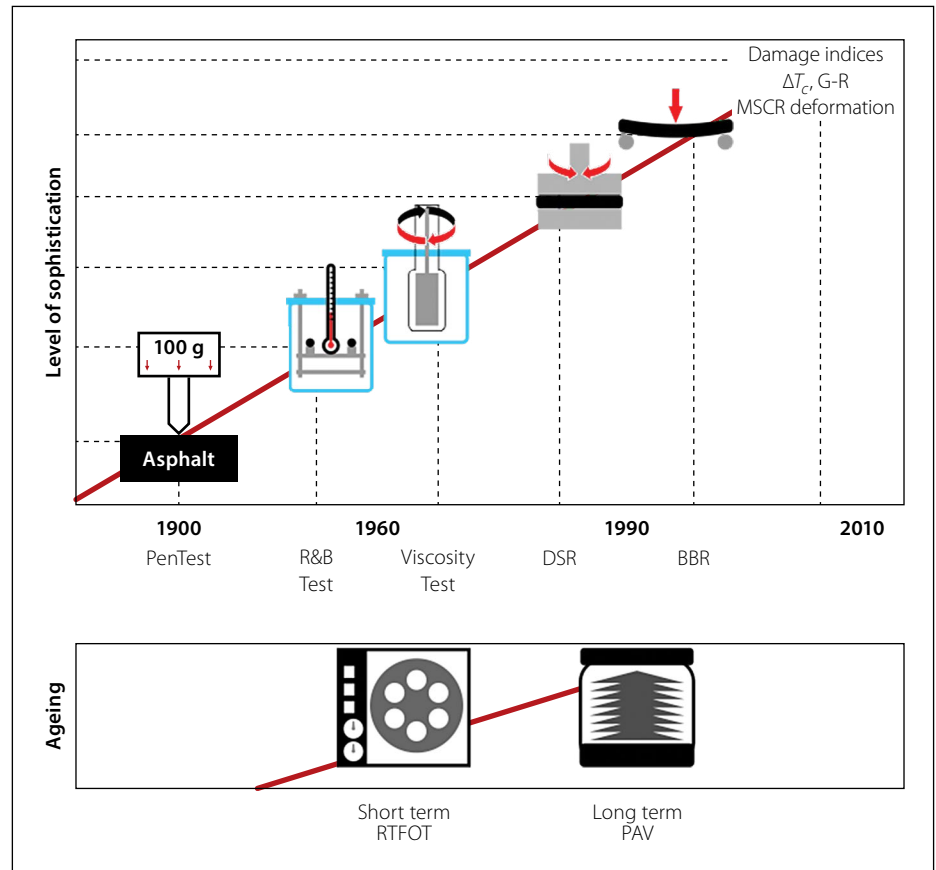 Damage indices
ΔTc, G-R
MSCR deformation
Level of sophistication
100 g
Asphalt
1900 1960 1990 2010
PenTest R&B Viscosity DSR BBR
Test Test
Ageing
Short term Long term
RTFOT PAV